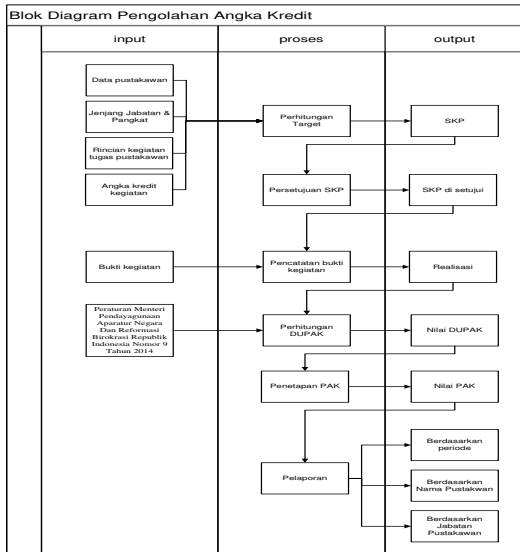 Blok Diagram Pengolahan Angka Kredit
input
proses
output
Data pustakawan
Jenjang Jabatan &
Pangkat
Rincian kegiatan
tugas pustakawan
Angka kredit
kegiatan
Perhitungan
Target
SKP
Persetujuan SKP
SKP di setujui
Bukti kegiatan
Pencatatan bukti
kegiatan
Realisasi
Peraturan Menteri
Pendayagunaan
Aparatur Negara
Dan Reformasi
Birokrasi Republik
Indonesia Nomor 9
Tahun 2014
Perhitungan
DUPAK
Nilai DUPAK
Penetapan PAK
Nilai PAK
Pelaporan
Berdasarkan
periode
Berdasarkan
Nama Pustakwan
Berdasarkan
Jabatan
Pustakawan